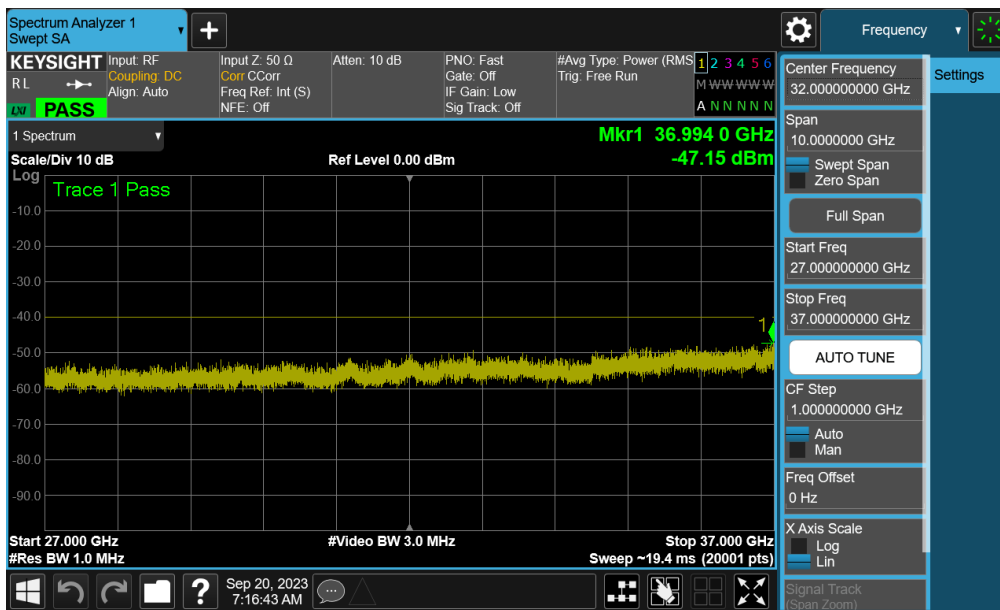 Spectrum Analyzer 1
Swept SA
+
Frequency
KEYSIGHT
R L
LXI PASS
Input: RF
Coupling: DC
Align: Auto
Input Z: 50 Ω
Corr CCorr
Freq Ref: Int (S)
NFE: Off
Atten: 10 dB
PNO: Fast
Gate: Off
IF Gain: Low
Sig Track: Off
#Avg Type: Power (RMS
Trig: Free Run
1 2 3 4 5 6
M W W W W W
A N N N N N
1 Spectrum
Mkr1 36.994 0 GHz
Scale/Div 10 dB
Ref Level 0.00 dBm
-47.15 dBm
Log
Trace 1 Pass
-10.0
-20.0
-30.0
-40.0
1
-50.0
-60.0
-70.0
-80.0
-90.0
Start 27.000 GHz
#Video BW 3.0 MHz
Stop 37.000 GHz
#Res BW 1.0 MHz
Sweep ~19.4 ms (20001 pts)
?
Sep 20, 2023
7:16:43 AM
Center Frequency
32.000000000 GHz
Settings
Span
10.0000000 GHz
Swept Span
Zero Span
Full Span
Start Freq
27.000000000 GHz
Stop Freq
37.000000000 GHz
AUTO TUNE
CF Step
1.000000000 GHz
Auto
Man
Freq Offset
0 Hz
X Axis Scale
Log
Lin
Signal Track
(Span Zoom)